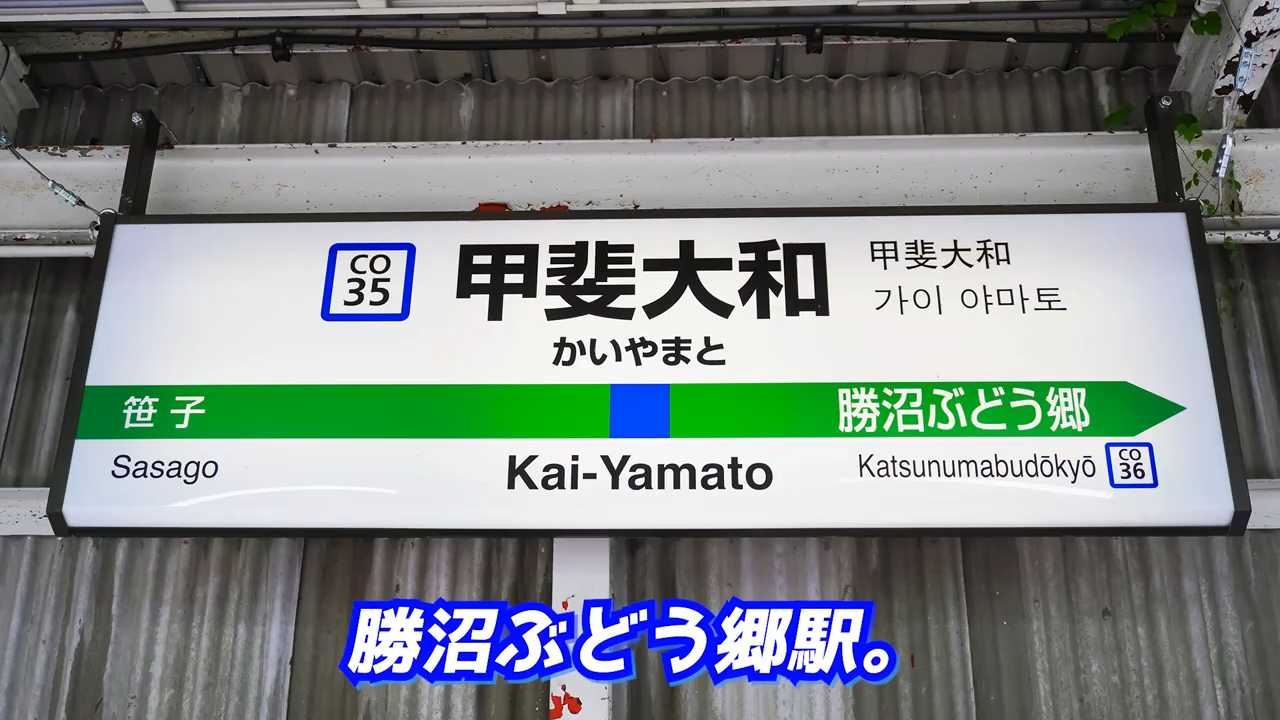 CO
35
甲斐大和
甲斐大和
가이 야마토
かいやまと
笹子
勝沼ぶどう郷
Sasago
Kai-Yamato
Katsunumabudōkyō
CO
36
勝沼ぶどう郷駅。